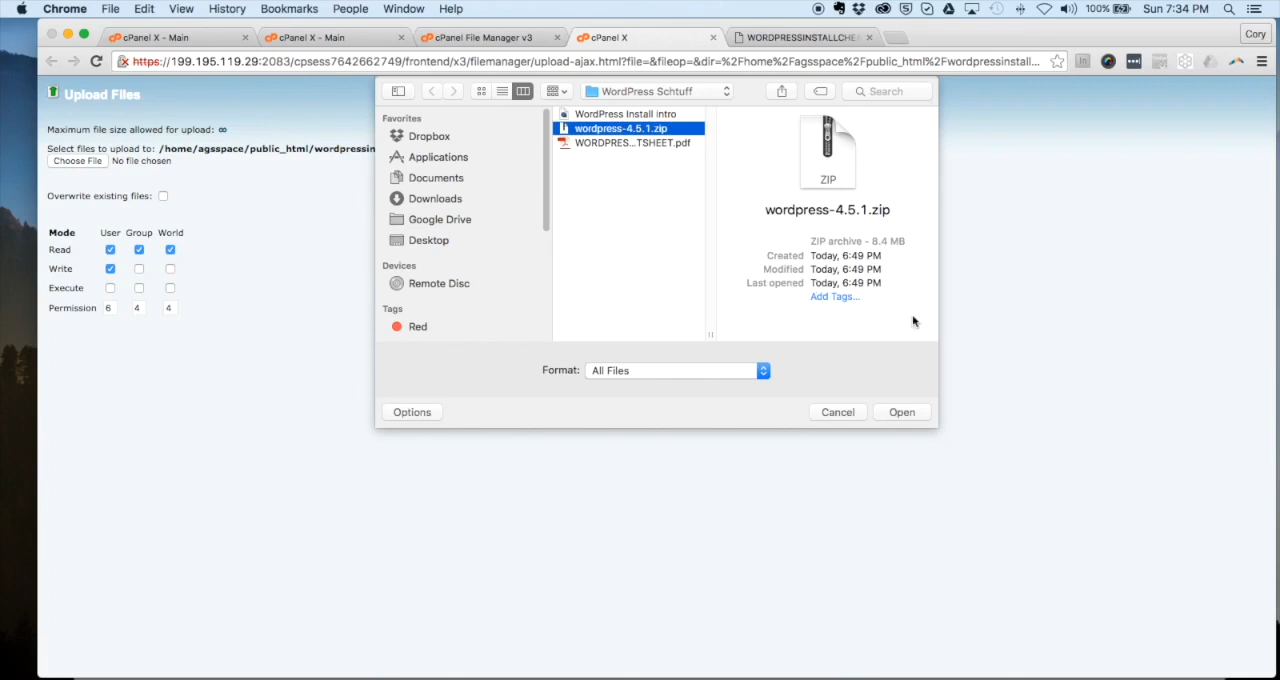 Chrome File Edit View History Bookmarks People Window Help 100% Sun 7:34 PM
cPanel X - Main cPanel X - Main cPanel File Manager v3 cPanel X WORDPRESSINSTALLCHE Cory
https://199.195.119.29:2083/cpsess7642662749/frontend/x3/filemanager/upload-ajax.html?file=&fileop=&dir=%2Fhome%2Fagsspace%2Fpublic_html%2Fwordpressinstall...
Upload Files
Maximum file size allowed for upload: ∞
Select files to upload to: /home/agsspace/public_html/wordpressin
Choose File No file chosen
Overwrite existing files:
Mode User Group World
Read
Write
Execute
Permission 6 4 4
WordPress Schtuff Search
Favorites
Dropbox
Applications
Documents
Downloads
Google Drive
Desktop
Devices
Remote Disc
Tags
Red
WordPress Install intro
wordpress-4.5.1.zip
WORDPRES...TSHEET.pdf
ZIP
wordpress-4.5.1.zip
ZIP archive - 8.4 MB
Created Today, 6:49 PM
Modified Today, 6:49 PM
Last opened Today, 6:49 PM
Add Tags...
Format: All Files
Options Cancel Open